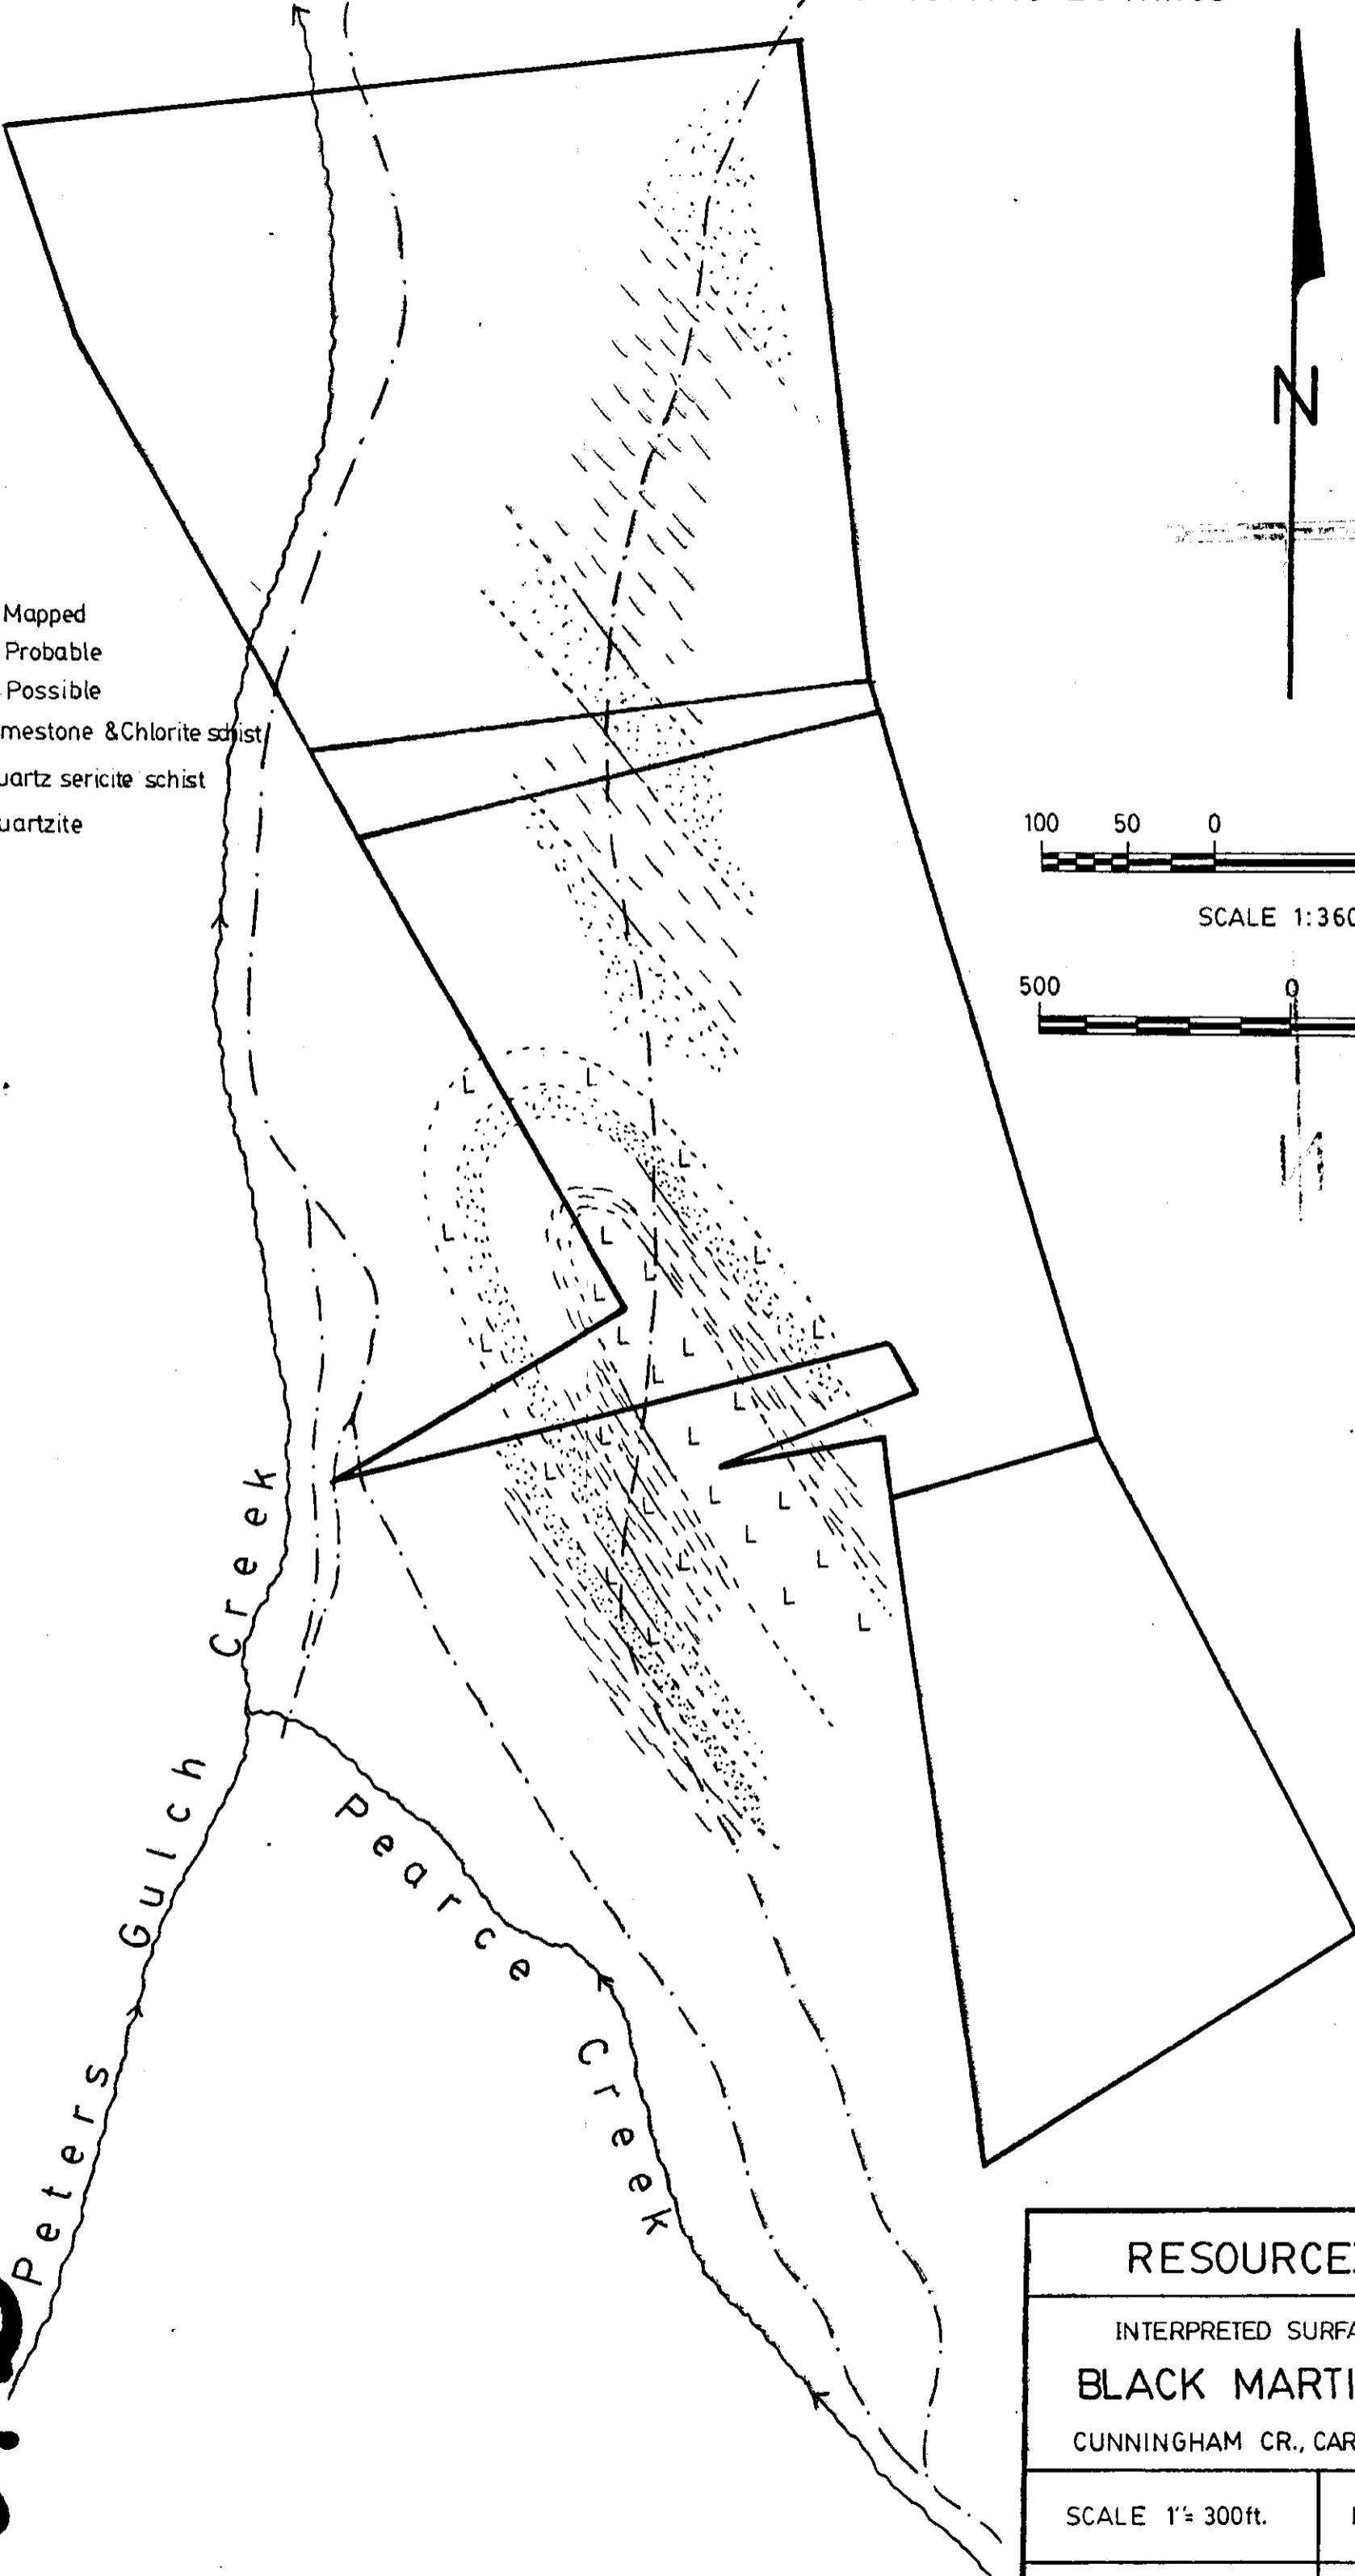 Mapped
Probable
Possible
mestone & Chlorite schist
uartz sericite schist
uartzite
N
100 50 0
SCALE 1:360
500 0
N
L L L L L L L L L L L L L L L L L L L L L L L L L L L L
Creek
Gulch
Peters
Pearce Creek
RESOURCE
INTERPRETED SURFA
BLACK MARTI
CUNNINGHAM CR., CAR
SCALE 1"= 300ft.